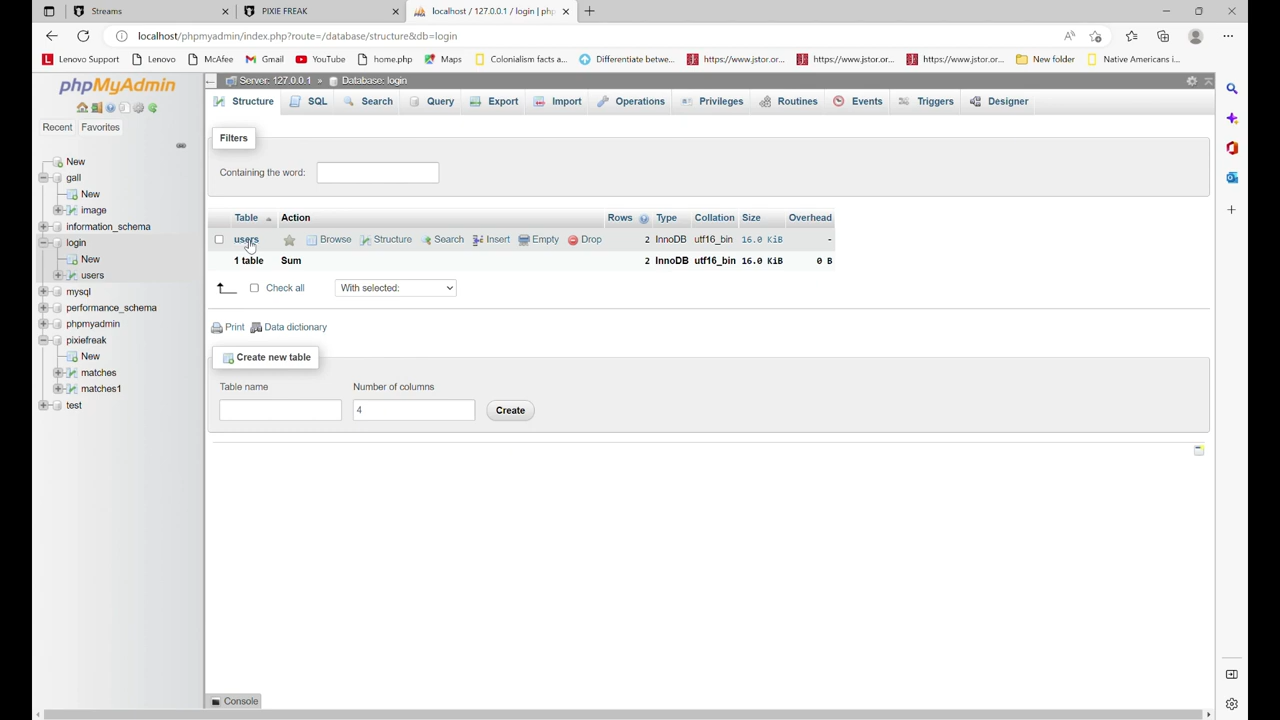 Streams
PIXIE FREAK
localhost / 127.0.0.1 / login | php
localhost/phpmyadmin/index.php?route=/database/structure&db=login
Lenovo Support
Lenovo
McAfee
Gmail
YouTube
home.php
Maps
Colonialism facts a...
Differentiate betwe...
https://www.jstor.or...
https://www.jstor.or...
https://www.jstor.or...
New folder
Native Americans i...
phpMyAdmin
Recent
Favorites
New
gall
New
image
information_schema
login
New
users
mysql
performance_schema
phpmyadmin
pixiefreak
New
matches
matches1
test
Server: 127.0.0.1 » Database: login
Structure
SQL
Search
Query
Export
Import
Operations
Privileges
Routines
Events
Triggers
Designer
Filters
Containing the word:
Table Action Rows Type Collation Size Overhead
users Browse Structure Search Insert Empty Drop 2 InnoDB utf16_bin 16.0 KiB -
1 table Sum 2 InnoDB utf16_bin 16.0 KiB 0 B
Check all
With selected:
Print
Data dictionary
Create new table
Table name
Number of columns
4
Create
Console